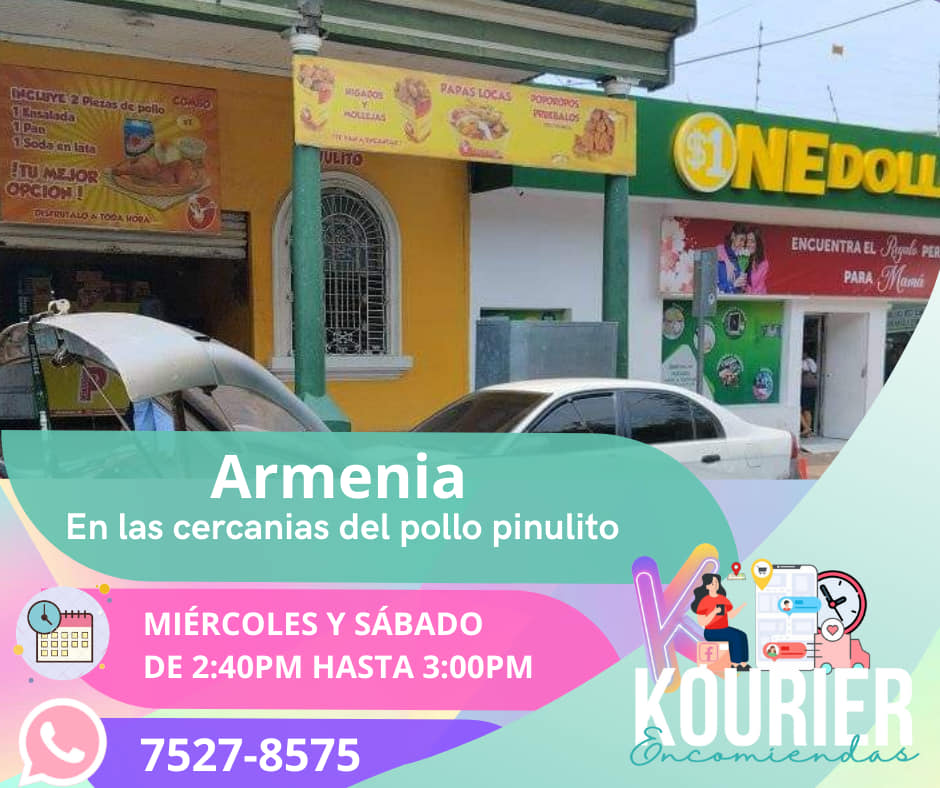 INCLUYE 2 Piezas de pollo
1 Ensalada
1 Pan
1 Soda en lata
COMBO
¡TU MEJOR
OPCION!
DISFRUTALO A TODA HORA
HIGADOS
Y
MOLLEJAS
PAPAS LOCAS
POPOROPOS
PRUEBALOS
ULITO
$1 ONE DOLL
ENCUENTRA EL Regalo PER
PARA Mamá
P
Armenia
En las cercanias del pollo pinulito
MIÉRCOLES Y SÁBADO
DE 2:40PM HASTA 3:00PM
7527-8575
K
KOURIER
Encomiendas